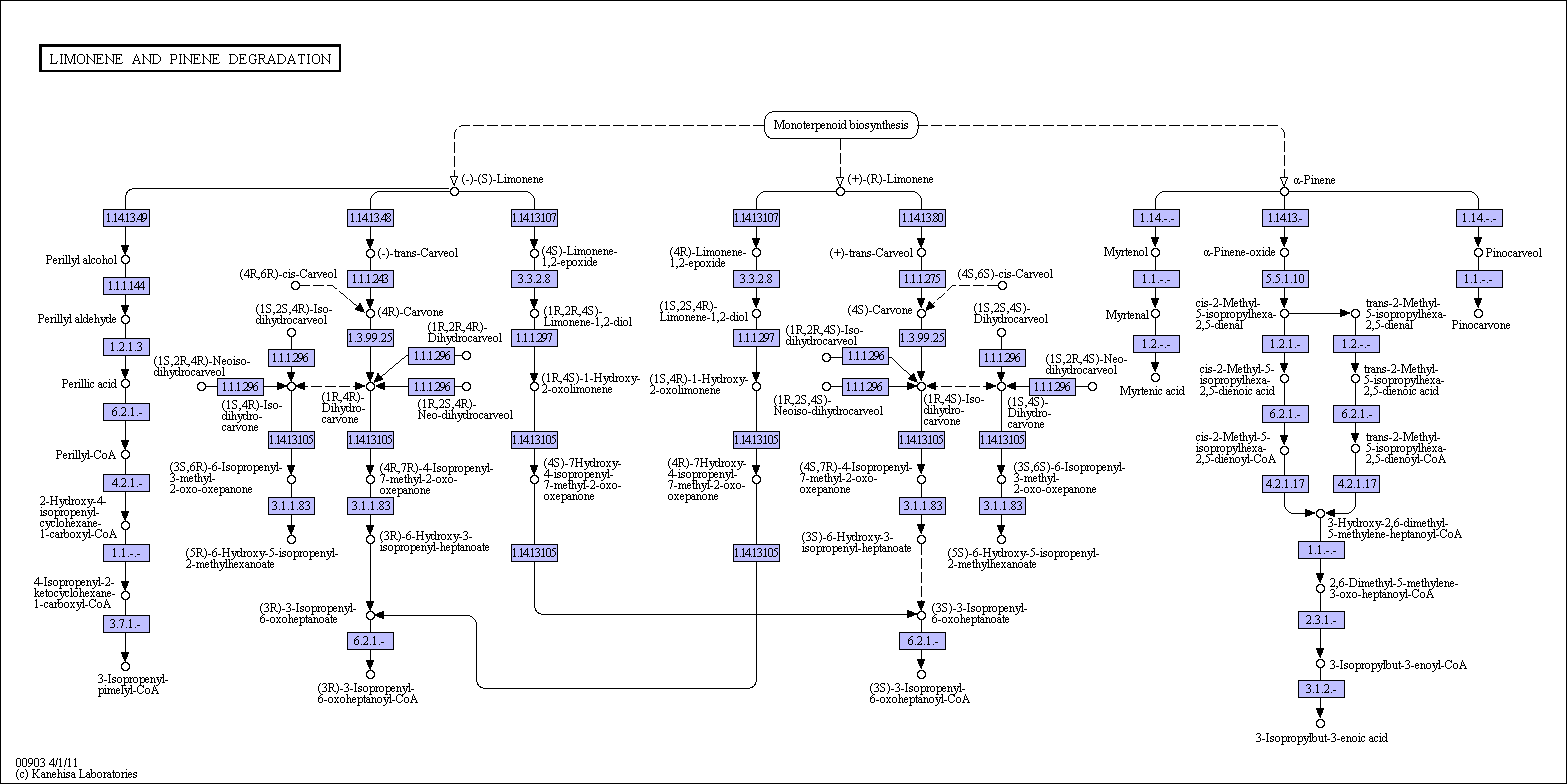 LIMONENE AND PINENE DEGRADATION
Monoterpenoid biosynthesis
(-)-(S)-Limonene
(+)-(R)-Limonene
α-Pinene
1.14.13.49
1.14.13.48
1.14.13.107
1.14.13.107
1.14.13.80
1.14.-.-
1.14.13.-
1.14.-.-
Perillyl alcohol
(-)-trans-Carveol
(4S)-Limonene-
1,2-epoxide
(4R)-Limonene-
1,2-epoxide
(+)-trans-Carveol
Myrtenol
α-Pinene-oxide
Pinocarveol
1.1.1.144
(4R,6R)-cis-Carveol
1.1.1.243
3.3.2.8
3.3.2.8
1.1.1.275
(4S,6S)-cis-Carveol
1.1.-.-
5.5.1.10
1.1.-.-
Perillyl aldehyde
(1S,2S,4R)-Iso-
dihydrocarveol
(4R)-Carvone
(1R,2R,4S)-
Limonene-1,2-diol
(1S,2S,4R)-
Limonene-1,2-diol
(4S)-Carvone
(1S,2S,4S)-
Dihydrocarveol
Myrtenal
cis-2-Methyl-
5-isopropylhexa-
2,5-dienal
trans-2-Methyl-
5-isopropylhexa-
2,5-dienal
Pinocarvone
1.2.1.3
1.3.99.25
(1R,2R,4R)-
Dihydrocarveol
1.1.1.297
1.1.1.297
(1R,2R,4S)-Iso-
dihydrocarveol
1.3.99.25
1.2.-.-
1.2.1.-
1.2.-.-
(1S,2R,4R)-Neoiso-
dihydrocarveol
1.1.1.296
1.1.1.296
1.1.1.296
1.1.1.296
(1S,2R,4S)-Neo-
dihydrocarveol
Perillic acid
1.1.1.296
1.1.1.296
1.1.1.296
1.1.1.296
(1S,4R)-Iso-
dihydro-
carvone
(1R,4R)-
Dihydro-
carvone
(1R,2S,4R)-
Neo-dihydrocarveol
(1R,4S)-1-Hydroxy-
2-oxolimonene
(1S,4R)-1-Hydroxy-
2-oxolimonene
(1R,2S,4S)-
Neoiso-dihydrocarveol
(1R,4S)-Iso-
dihydro-
carvone
(1S,4S)-
Dihydro-
carvone
Myrtenic acid
cis-2-Methyl-5-
isopropylhexa-
2,5-dienoic acid
trans-2-Methyl-
5-isopropylhexa-
2,5-dienoic acid
6.2.1.-
6.2.1.-
6.2.1.-
1.14.13.105
1.14.13.105
1.14.13.105
1.14.13.105
1.14.13.105
1.14.13.105
Perillyl-CoA
(3S,6R)-6-Isopropenyl-
3-methyl-
2-oxo-oxepanone
(4R,7R)-4-Isopropenyl-
7-methyl-2-oxo-
oxepanone
(4S)-7Hydroxy-
4-isopropenyl-
7-methyl-2-oxo-
oxepanone
(4R)-7Hydroxy-
4-isopropenyl-
7-methyl-2-oxo-
oxepanone
(4S,7R)-4-Isopropenyl-
7-methyl-2-oxo-
oxepanone
(3S,6S)-6-Isopropenyl-
3-methyl-
2-oxo-oxepanone
cis-2-Methyl-5-
isopropylhexa-
2,5-dienoyl-CoA
trans-2-Methyl-
5-isopropylhexa-
2,5-dienoyl-CoA
4.2.1.-
4.2.1.17
4.2.1.17
3.1.1.83
3.1.1.83
3.1.1.83
3.1.1.83
2-Hydroxy-4-
isopropenyl-
cyclohexane-
1-carboxyl-CoA
(5R)-6-Hydroxy-5-isopropenyl-
2-methylhexanoate
(3R)-6-Hydroxy-3-
isopropenyl-heptanoate
(3S)-6-Hydroxy-3-
isopropenyl-heptanoate
(5S)-6-Hydroxy-5-isopropenyl-
2-methylhexanoate
3-Hydroxy-2,6-dimethyl-
5-methylene-heptanoyl-CoA
1.1.-.-
1.14.13.105
1.14.13.105
1.1.-.-
4-Isopropenyl-2-
ketocyclohexane-
1-carboxyl-CoA
2,6-Dimethyl-5-methylene-
3-oxo-heptanoyl-CoA
(3R)-3-Isopropenyl-
6-oxoheptanoate
(3S)-3-Isopropenyl-
6-oxoheptanoate
3.7.1.-
2.3.1.-
6.2.1.-
6.2.1.-
3-Isopropenyl-
pimelyl-CoA
3-Isopropylbut-3-enoyl-CoA
(3R)-3-Isopropenyl-
6-oxoheptanoyl-CoA
(3S)-3-Isopropenyl-
6-oxoheptanoyl-CoA
3.1.2.-
3-Isopropylbut-3-enoic acid
00903 4/1/11
(c) Kanehisa Laboratories